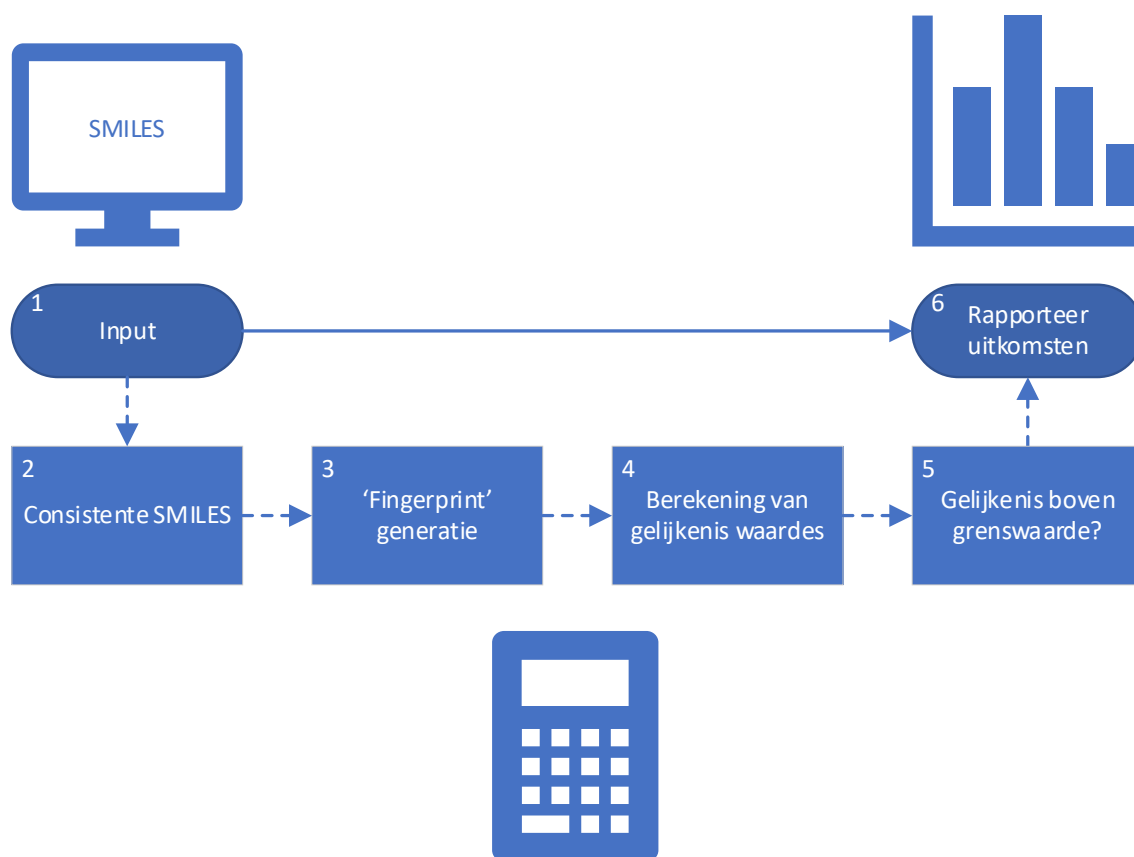 SMILES
1
Input
6
Rapporteer
uitkomsten
2
Consistente SMILES
3
‘Fingerprint’
generatie
4
Berekening van
gelijkenis waardes
5
Gelijkenis boven
grenswaarde?